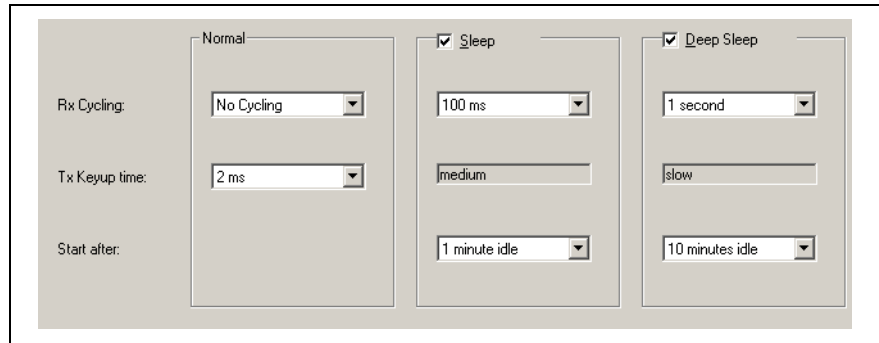 Normal
Sleep
Deep Sleep
Rx Cycling:
No Cycling
100 ms
1 second
Tx Keyup time:
2 ms
medium
slow
Start after:
1 minute idle
10 minutes idle